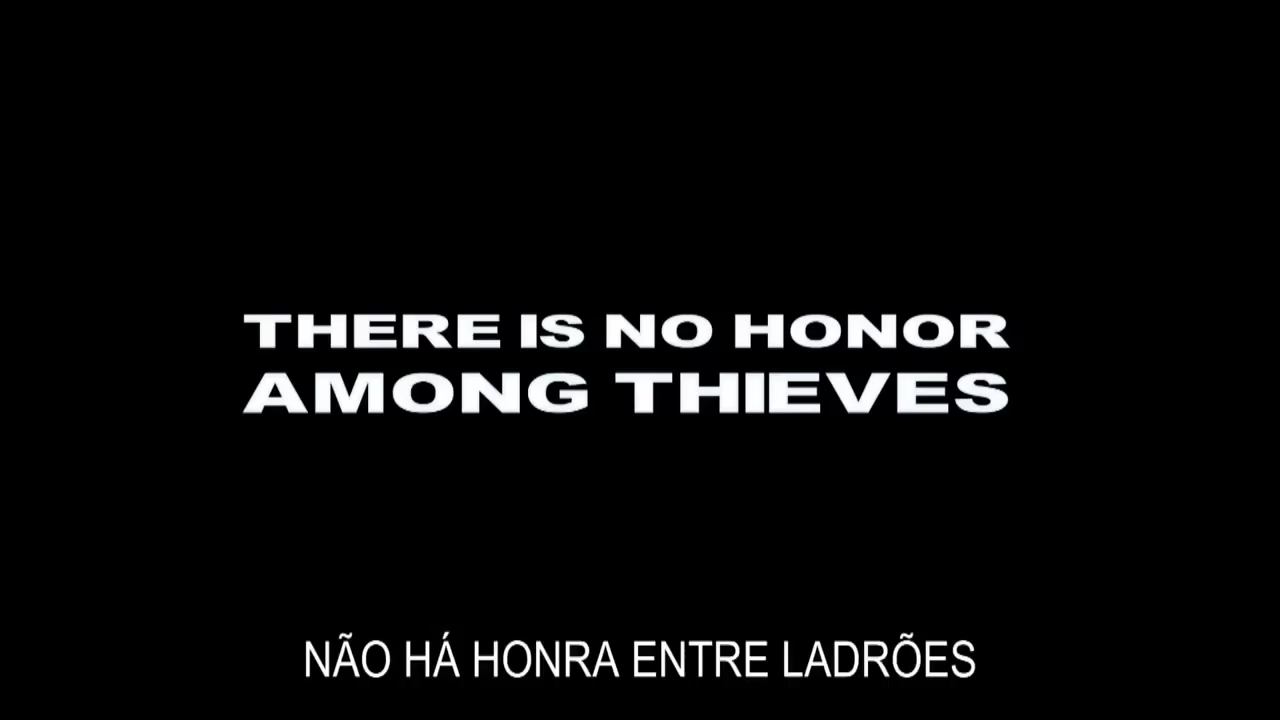 THERE IS NO HONOR
AMONG THIEVES
NÃO HÁ HONRA ENTRE LADRÕES